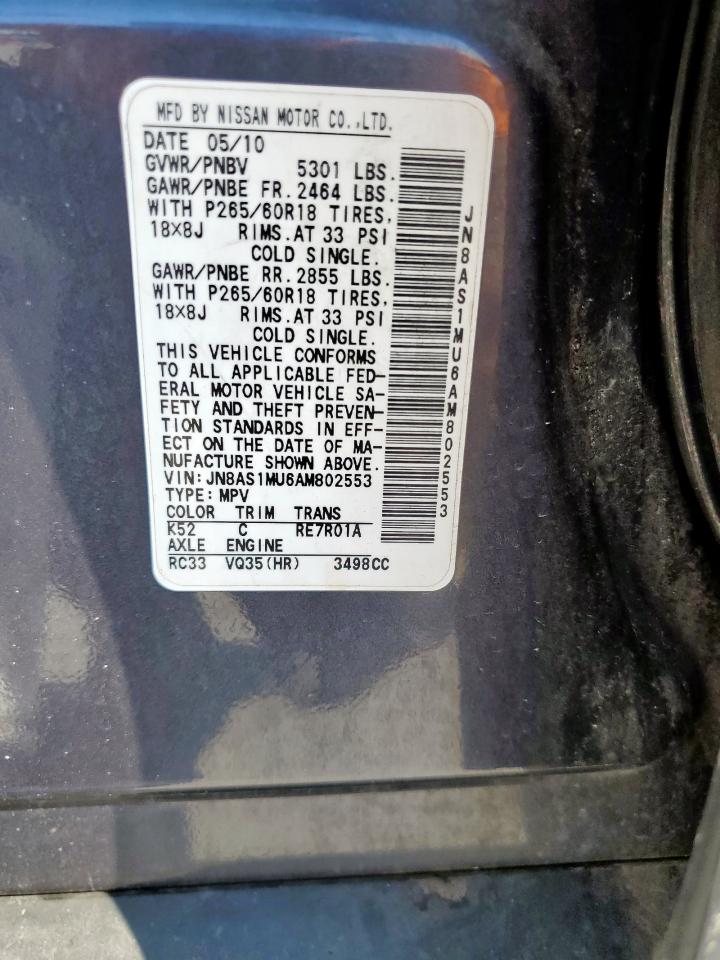 MFD BY NISSAN MOTOR CO.,LTD.
DATE 05/10
GVWR/PNBV 5301 LBS.
GAWR/PNBE FR. 2464 LBS.
WITH P265/60R18 TIRES,
18X8J RIMS.AT 33 PSI
COLD SINGLE.
GAWR/PNBE RR. 2855 LBS.
WITH P265/60R18 TIRES,
18X8J RIMS.AT 33 PSI
COLD SINGLE.
THIS VEHICLE CONFORMS
TO ALL APPLICABLE FED-
ERAL MOTOR VEHICLE SA-
FETY AND THEFT PREVEN-
TION STANDARDS IN EFF-
ECT ON THE DATE OF MA-
NUFACTURE SHOWN ABOVE.
VIN:JN8AS1MU6AM802553
TYPE:MPV
COLOR TRIM TRANS
K52 C RE7R01A
AXLE ENGINE
RC33 VQ35(HR) 3498CC
JN8AS1MU6AM802553